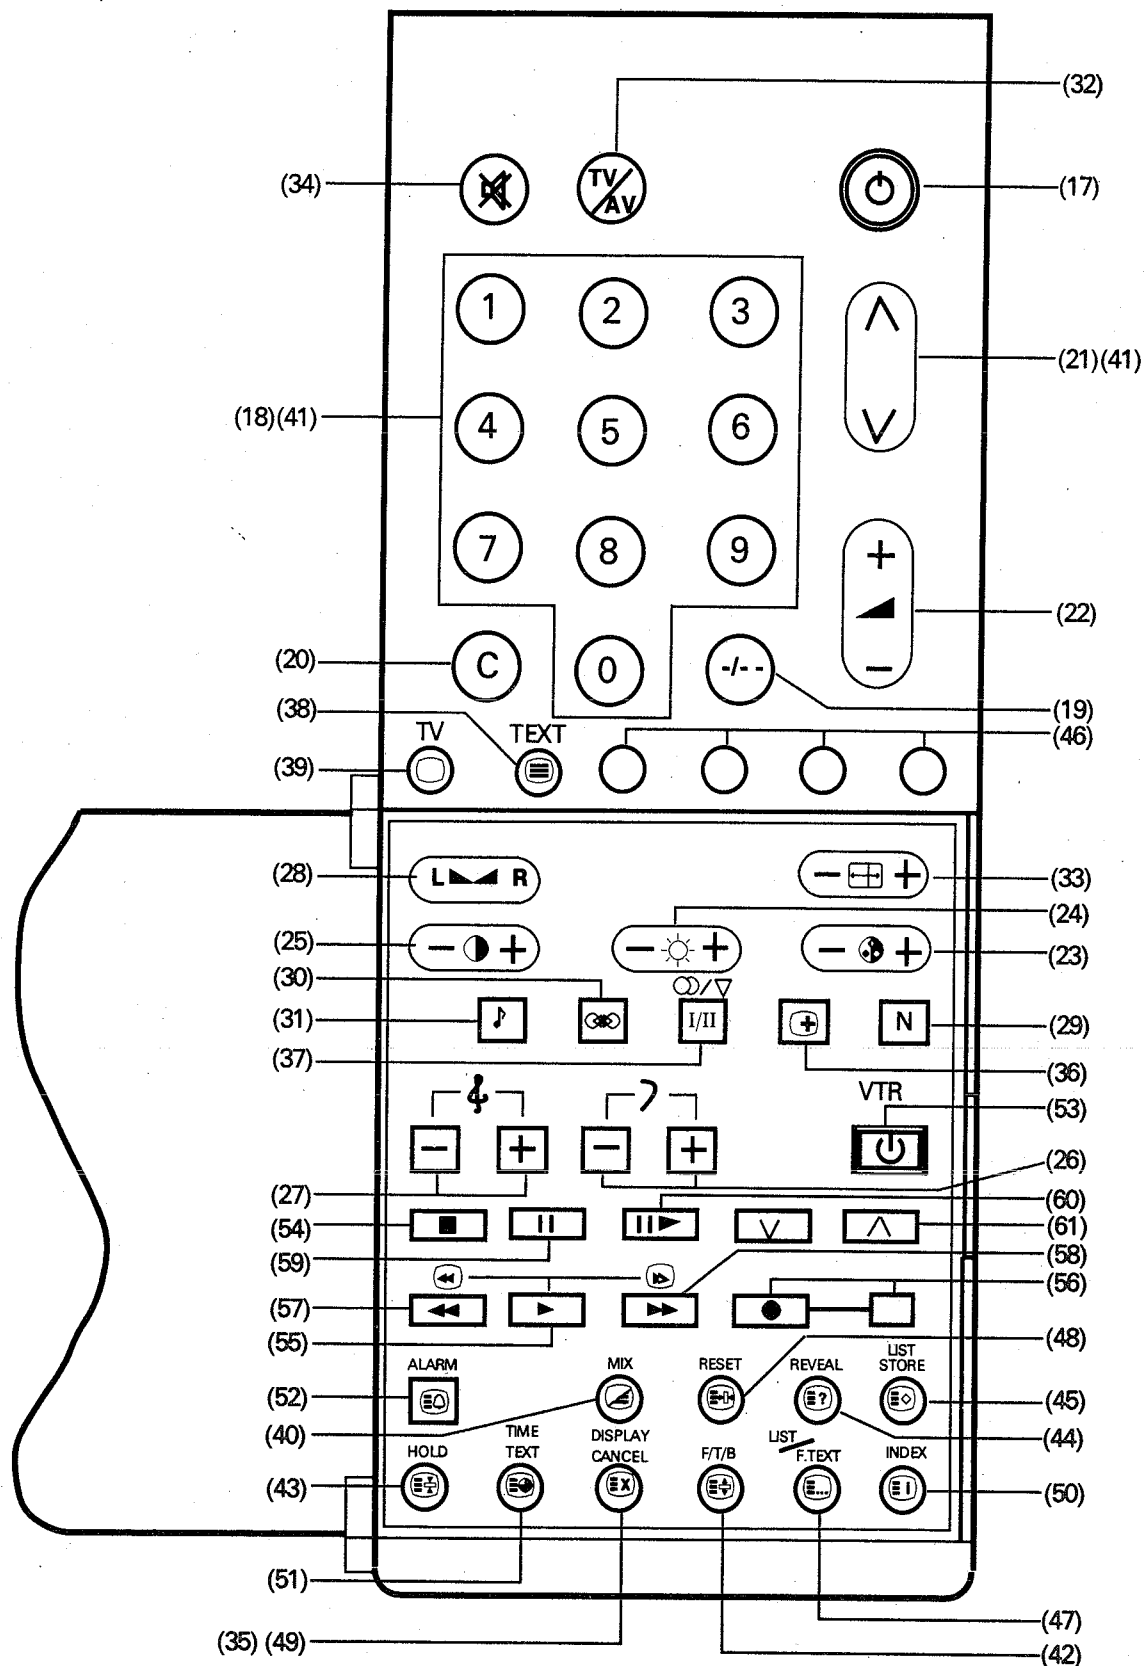 (32)
(34) TV/AV (17)
1 2 3
(21)(41)
(18)(41) 4 5 6
7 8 9
+
(22)
−
(20) C 0 -/--
(38) (19)
TV TEXT (46)
(39)
(28) L R − + (33)
(24)
(25) − + − + − + (23)
(30)
(31) I/II N (29)
(37) (36)
VTR
(53)
− + − +
(26)
(27) (60)
(54) (61)
(59) (58)
(56)
(57)
(55) (48)
ALARM MIX RESET REVEAL LIST
STORE
(52) ? (45)
(40) TIME DISPLAY LIST (44)
HOLD TEXT CANCEL F/T/B F.TEXT INDEX
(43) X ... I (50)
(51)
(47)
(35) (49) (42)